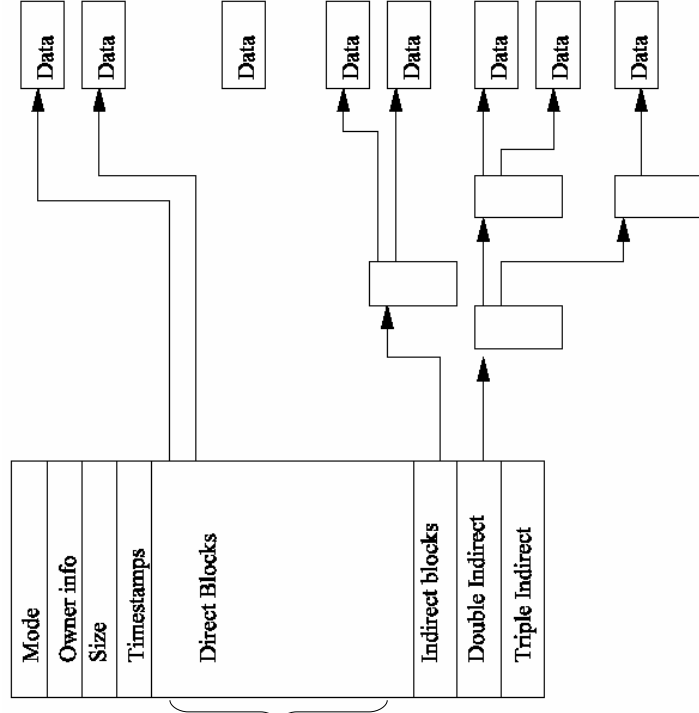 Data
Data
Data
Data
Data
Data
Data
Data
Mode
Owner info
Size
Timestamps
Direct Blocks
Indirect blocks
Double Indirect
Triple Indirect